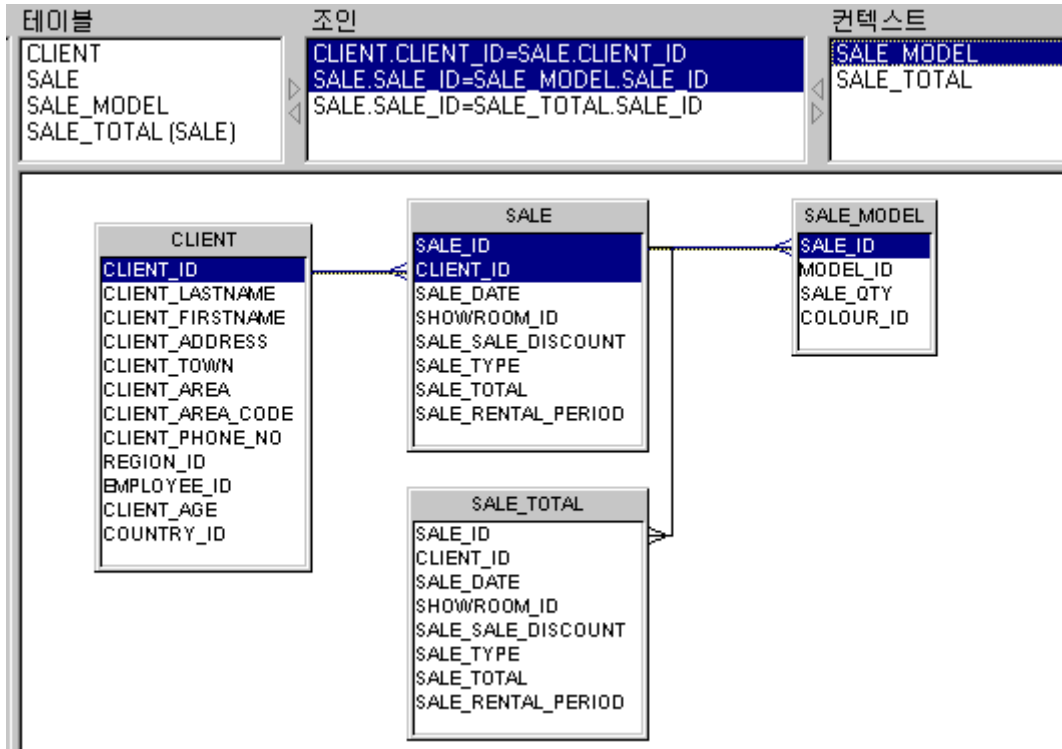 테이블
CLIENT
SALE
SALE_MODEL
SALE_TOTAL (SALE)
조인
CLIENT.CLIENT_ID=SALE.CLIENT_ID
SALE.SALE_ID=SALE_MODEL.SALE_ID
SALE.SALE_ID=SALE_TOTAL.SALE_ID
컨텍스트
SALE_MODEL
SALE_TOTAL
CLIENT
CLIENT_ID
CLIENT_LASTNAME
CLIENT_FIRSTNAME
CLIENT_ADDRESS
CLIENT_TOWN
CLIENT_AREA
CLIENT_AREA_CODE
CLIENT_PHONE_NO
REGION_ID
EMPLOYEE_ID
CLIENT_AGE
COUNTRY_ID
SALE
SALE_ID
CLIENT_ID
SALE_DATE
SHOWROOM_ID
SALE_SALE_DISCOUNT
SALE_TYPE
SALE_TOTAL
SALE_RENTAL_PERIOD
SALE_MODEL
SALE_ID
MODEL_ID
SALE_QTY
COLOUR_ID
SALE_TOTAL
SALE_ID
CLIENT_ID
SALE_DATE
SHOWROOM_ID
SALE_SALE_DISCOUNT
SALE_TYPE
SALE_TOTAL
SALE_RENTAL_PERIOD